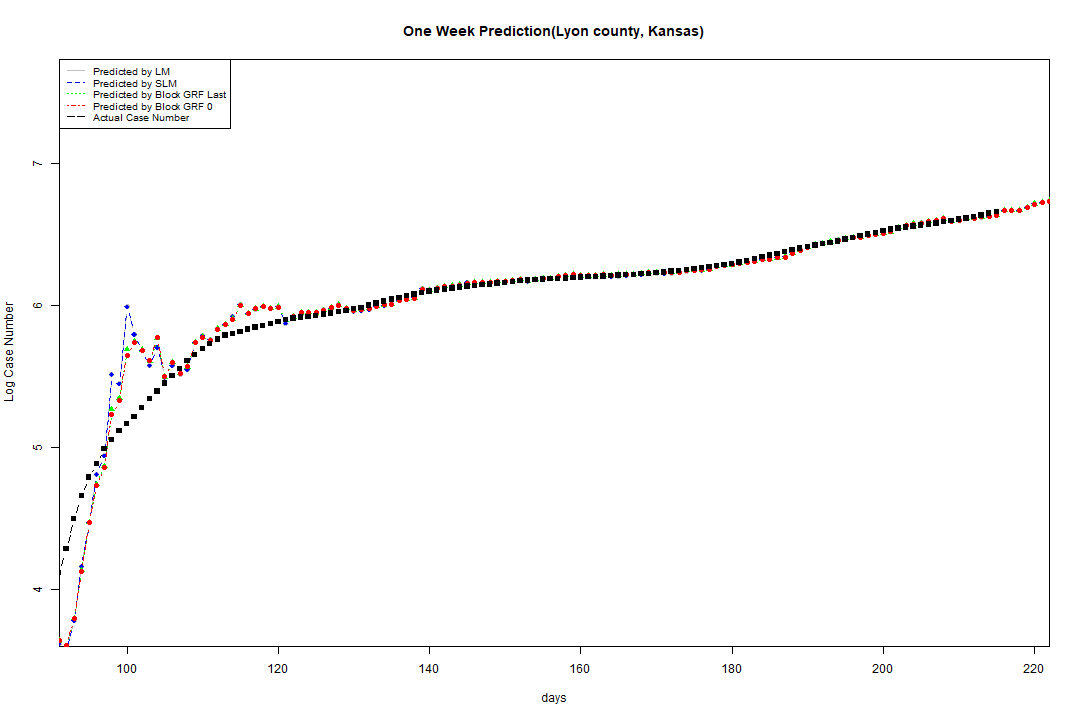 One Week Prediction(Lyon county, Kansas)
Predicted by LM
Predicted by SLM
Predicted by Block GRF Last
Predicted by Block GRF 0
Actual Case Number
7
6
5
4
Log Case Number
100 120 140 160 180 200 220
days